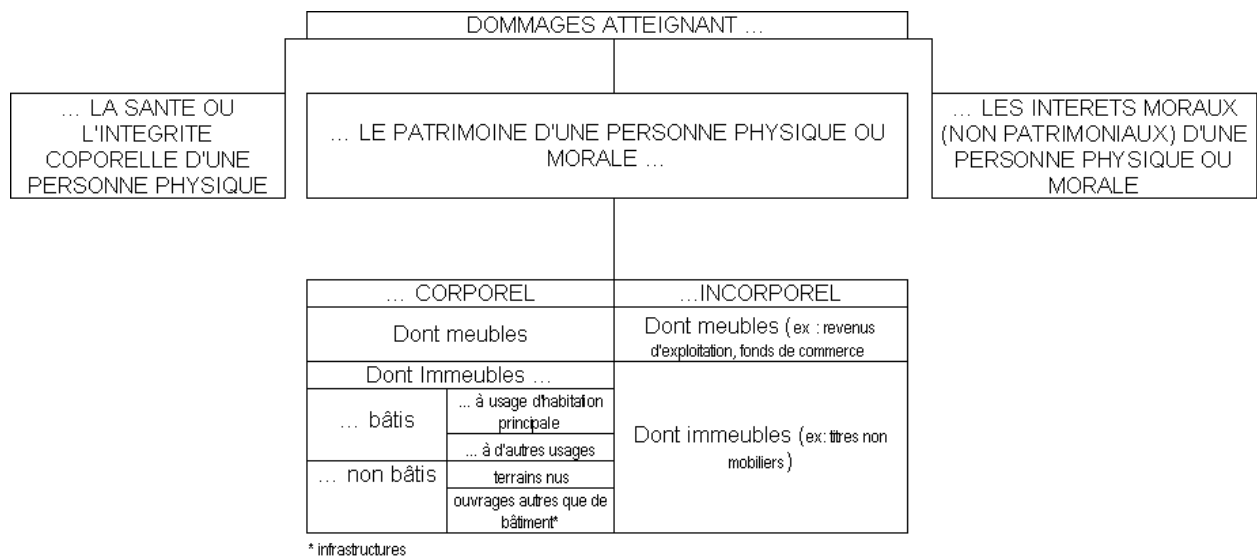 DOMMAGES ATTEIGNANT ...
... LA SANTE OU
L'INTEGRITE
COPORELLE D'UNE
PERSONNE PHYSIQUE
... LE PATRIMOINE D'UNE PERSONNE PHYSIQUE OU
MORALE ...
... LES INTERETS MORAUX
(NON PATRIMONIAUX) D'UNE
PERSONNE PHYSIQUE OU
MORALE
... CORPOREL
...INCORPOREL
Dont meubles
Dont meubles (ex : revenus
d'exploitation, fonds de commerce
Dont Immeubles ...
... bâtis
... à usage d'habitation
principale
... à d'autres usages
Dont immeubles (ex: titres non
mobiliers)
... non bâtis
terrains nus
ouvrages autres que de
bâtiment*
* infrastructures